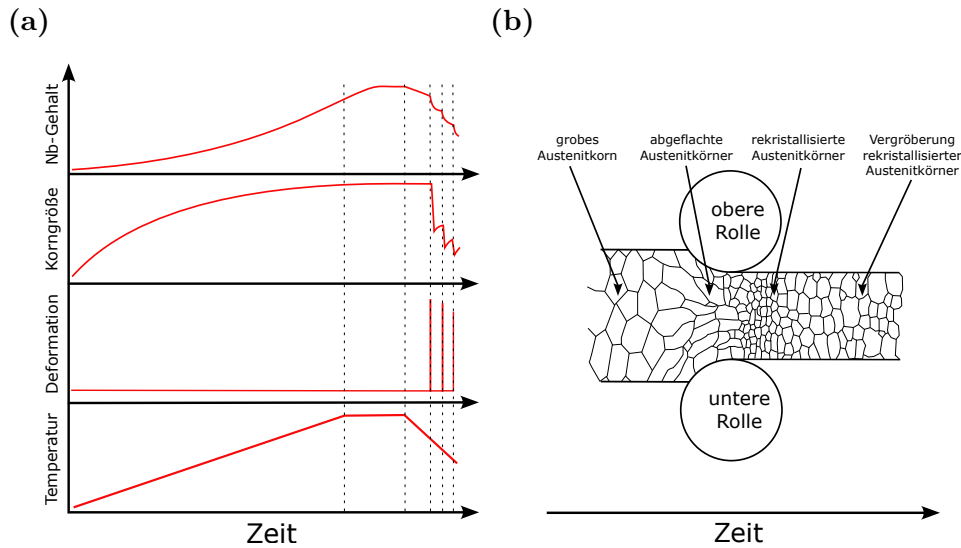 (a)
Nb-Gehalt
Korngröße
Deformation
Temperatur
Zeit
(b)
grobes
Austenitkorn
abgeflachte
Austenitkörner
rekristallisierte
Austenitkörner
Vergröberung
rekristallisierter
Austenitkörner
obere
Rolle
untere
Rolle
Zeit